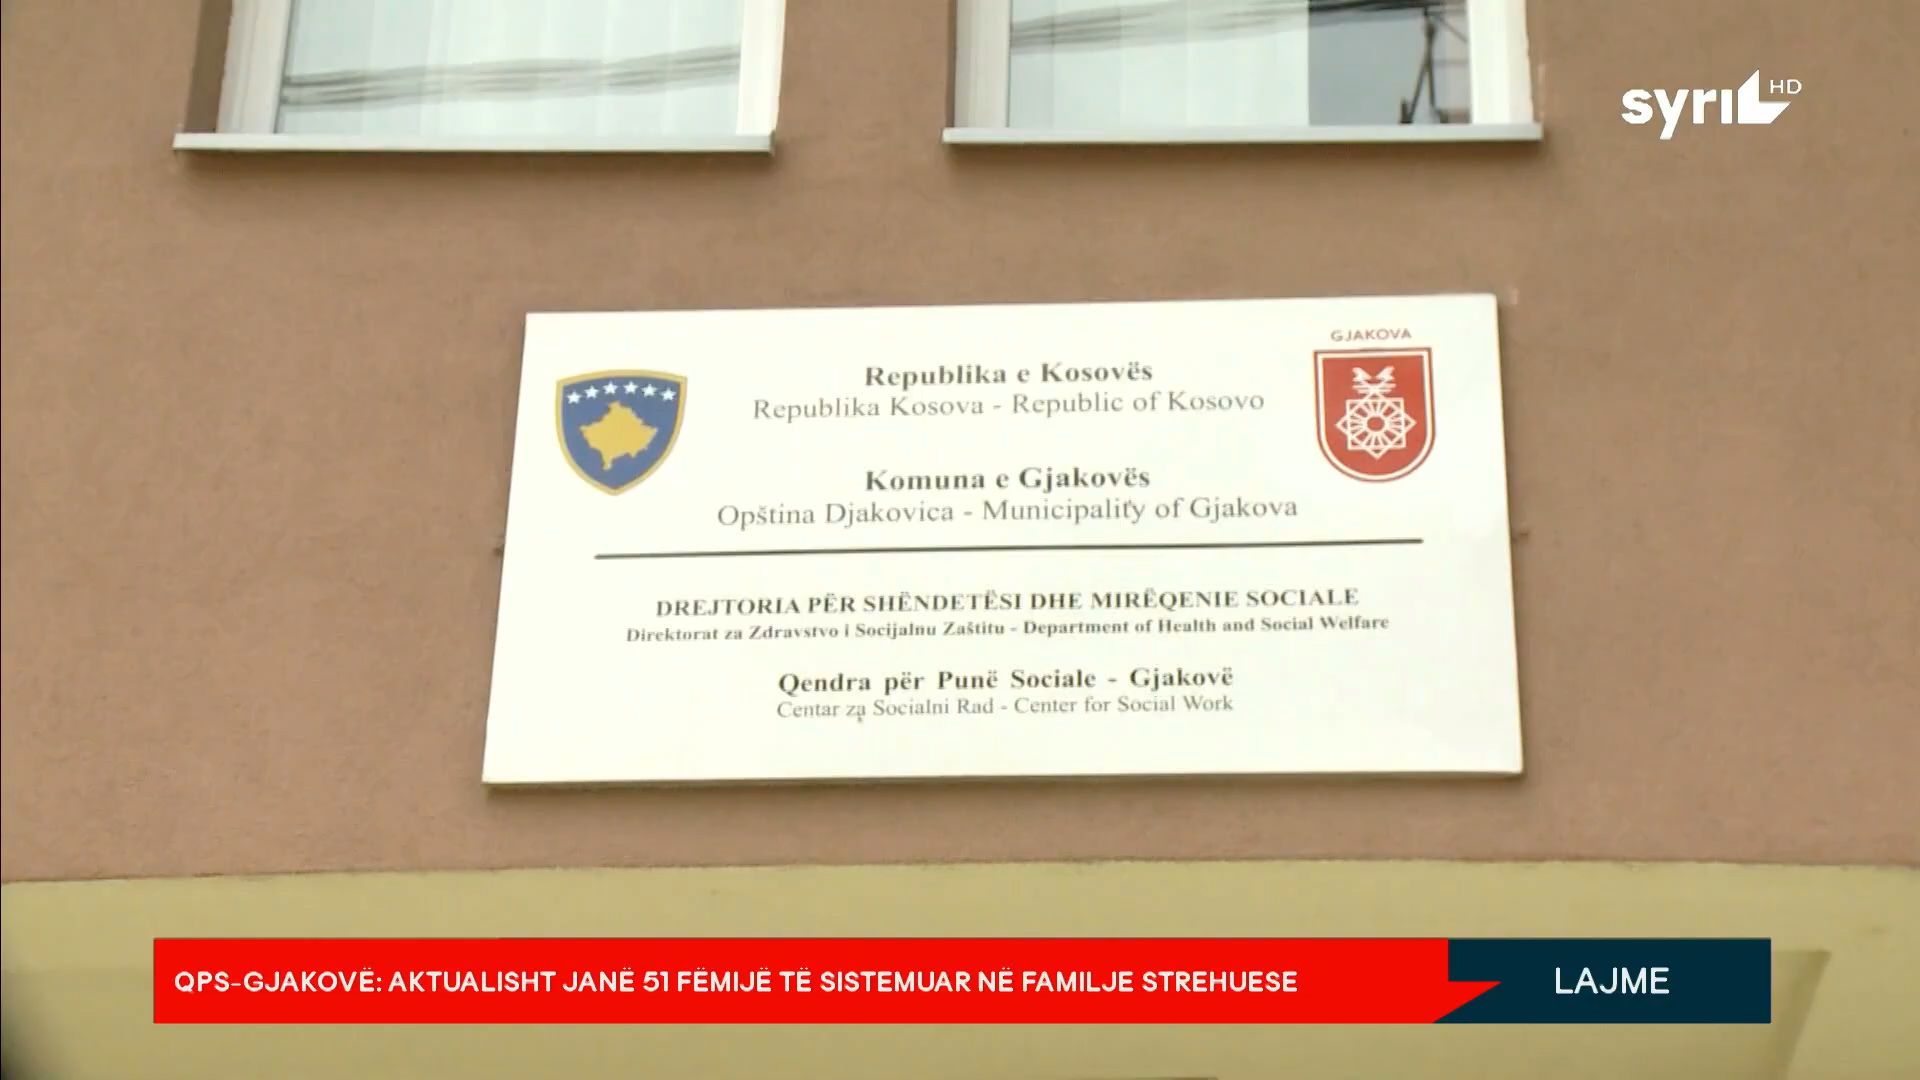 syri HD
GJAKOVA
Republika e Kosovës
Republika Kosova - Republic of Kosovo
Komuna e Gjakovës
Opština Djakovica - Municipality of Gjakova
DREJTORIA PËR SHËNDETËSI DHE MIRËQENIE SOCIALE
Direktorat za Zdravstvo i Socijalnu Zaštitu - Department of Health and Social Welfare
Qendra për Punë Sociale - Gjakovë
Centar za Socialni Rad - Center for Social Work
QPS-GJAKOVË: AKTUALISHT JANË 51 FËMIJË TË SISTEMUAR NË FAMILJE STREHUESE
LAJME